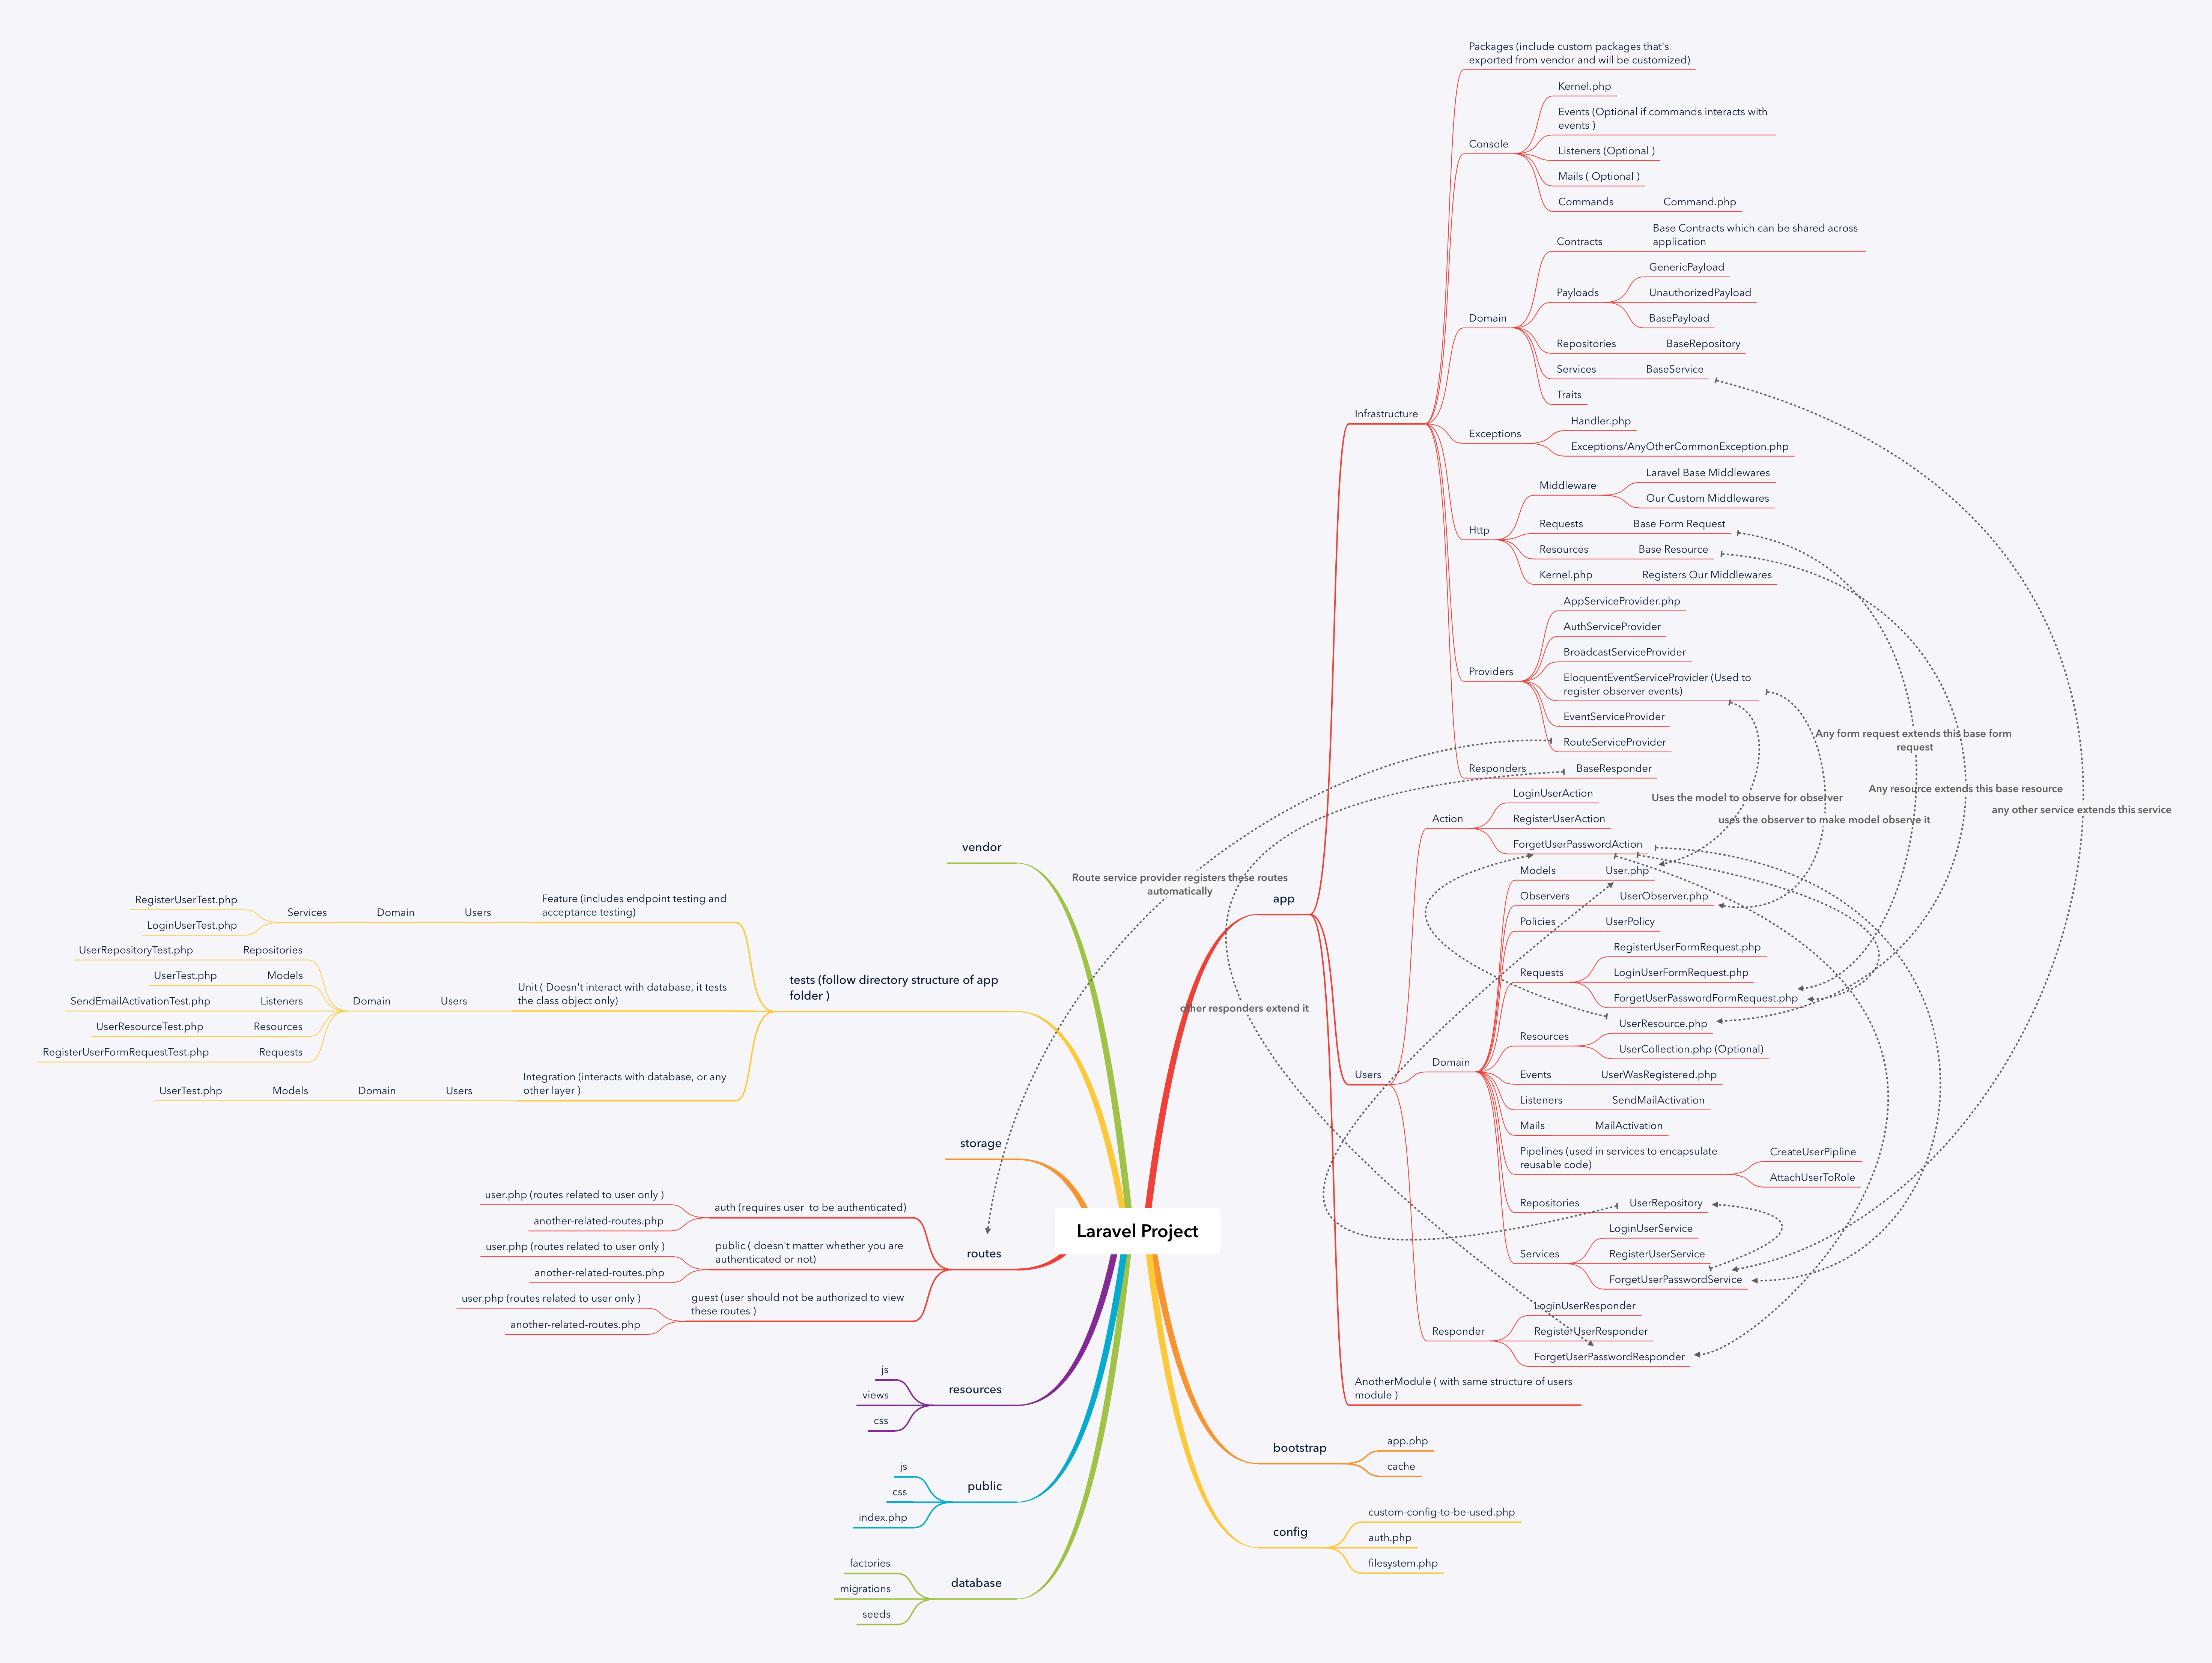 Laravel Project
app
Infrastructure
Packages (include custom packages that's
exported from vendor and will be customized)
Console
Kernel.php
Events (Optional if commands interacts with
events )
Listeners (Optional )
Mails ( Optional )
Commands
Command.php
Domain
Contracts
Base Contracts which can be shared across
application
Payloads
GenericPayload
UnauthorizedPayload
BasePayload
Repositories
BaseRepository
Services
BaseService
Traits
Exceptions
Handler.php
Exceptions/AnyOtherCommonException.php
Http
Middleware
Laravel Base Middlewares
Our Custom Middlewares
Requests
Base Form Request
Resources
Base Resource
Kernel.php
Registers Our Middlewares
Providers
AppServiceProvider.php
AuthServiceProvider
BroadcastServiceProvider
EloquentEventServiceProvider (Used to
register observer events)
EventServiceProvider
RouteServiceProvider
Responders
BaseResponder
Users
Action
LoginUserAction
RegisterUserAction
ForgetUserPasswordAction
Domain
Models
User.php
Observers
UserObserver.php
Policies
UserPolicy
Requests
RegisterUserFormRequest.php
LoginUserFormRequest.php
ForgetUserPasswordFormRequest.php
Resources
UserResource.php
UserCollection.php (Optional)
Events
UserWasRegistered.php
Listeners
SendMailActivation
Mails
MailActivation
Pipelines (used in services to encapsulate
reusable code)
CreateUserPipline
AttachUserToRole
Repositories
UserRepository
Services
LoginUserService
RegisterUserService
ForgetUserPasswordService
Responder
LoginUserResponder
RegisterUserResponder
ForgetUserPasswordResponder
AnotherModule ( with same structure of users
module )
Any form request extends this base form
request
Any resource extends this base resource
any other service extends this service
Uses the model to observe for observer
uses the observer to make model observe it
Route service provider registers these routes
automatically
other responders extend it
bootstrap
app.php
cache
config
custom-config-to-be-used.php
auth.php
filesystem.php
vendor
tests (follow directory structure of app
folder )
Feature (includes endpoint testing and
acceptance testing)
Users
Domain
Services
RegisterUserTest.php
LoginUserTest.php
Unit ( Doesn't interact with database, it tests
the class object only)
Users
Domain
Repositories
UserRepositoryTest.php
Models
UserTest.php
Listeners
SendEmailActivationTest.php
Resources
UserResourceTest.php
Requests
RegisterUserFormRequestTest.php
Integration (interacts with database, or any
other layer )
Users
Domain
Models
UserTest.php
storage
routes
auth (requires user  to be authenticated)
user.php (routes related to user only )
another-related-routes.php
public ( doesn't matter whether you are
authenticated or not)
user.php (routes related to user only )
another-related-routes.php
guest (user should not be authorized to view
these routes )
user.php (routes related to user only )
another-related-routes.php
resources
js
views
css
public
js
css
index.php
database
factories
migrations
seeds